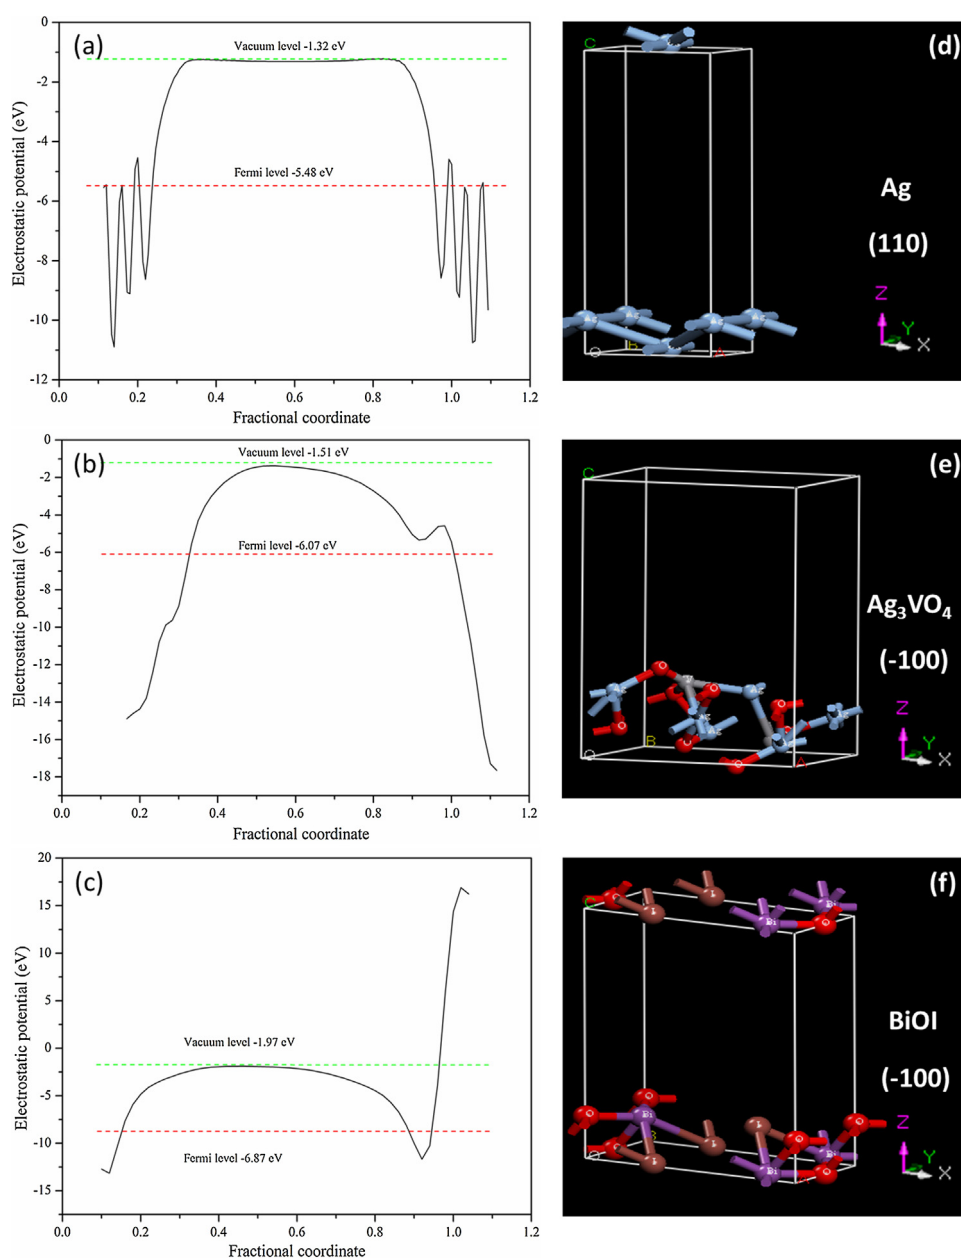 (a)
0
-2
-4
-6
-8
-10
-12
Electrostatic potential (eV)
Vacuum level -1.32 eV
Fermi level -5.48 eV
0.0 0.2 0.4 0.6 0.8 1.0 1.2
Fractional coordinate
(d)
C
O
B
A
Ag
(110)
Z
Y
X
(b)
0
-2
-4
-6
-8
-10
-12
-14
-16
-18
Electrostatic potential (eV)
Vacuum level -1.51 eV
Fermi level -6.07 eV
0.0 0.2 0.4 0.6 0.8 1.0 1.2
Fractional coordinate
(e)
C
O
B
A
Ag₃VO₄
(-100)
Z
Y
X
(c)
20
15
10
5
0
-5
-10
-15
Electrostatic potential (eV)
Vacuum level -1.97 eV
Fermi level -6.87 eV
0.0 0.2 0.4 0.6 0.8 1.0 1.2
Fractional coordinate
(f)
C
Bi
Bi
O
Bi
O
B
Bi
Bi
BiOI
(-100)
Z
Y
X